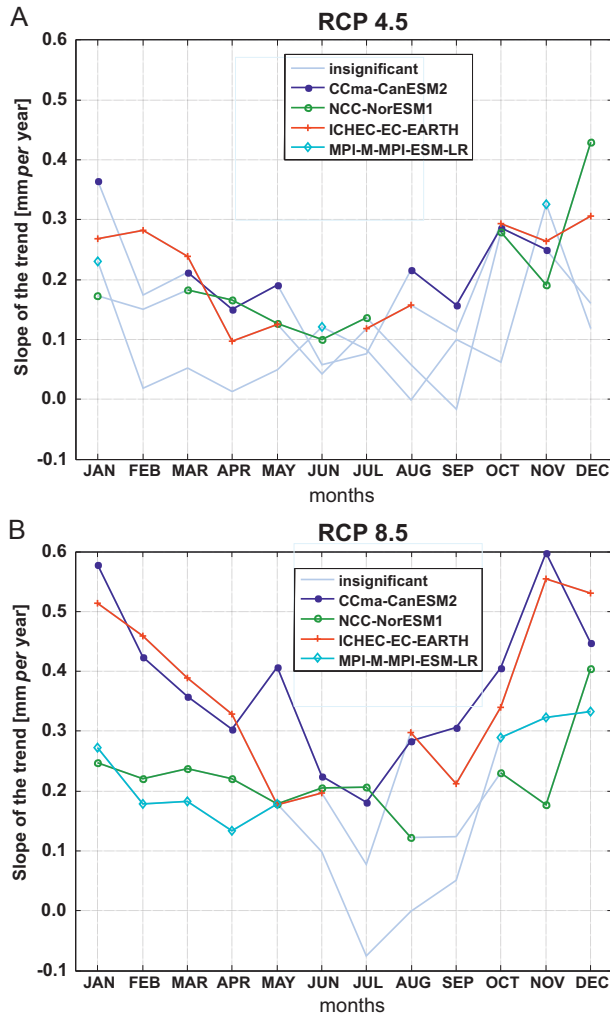 A
RCP 4.5
0.6
0.5
0.4
0.3
0.2
0.1
0.0
-0.1
Slope of the trend [mm per year]
insignificant
CCma-CanESM2
NCC-NorESM1
ICHEC-EC-EARTH
MPI-M-MPI-ESM-LR
JAN FEB MAR APR MAY JUN JUL AUG SEP OCT NOV DEC
months
B
RCP 8.5
0.6
0.5
0.4
0.3
0.2
0.1
0.0
-0.1
Slope of the trend [mm per year]
insignificant
CCma-CanESM2
NCC-NorESM1
ICHEC-EC-EARTH
MPI-M-MPI-ESM-LR
JAN FEB MAR APR MAY JUN JUL AUG SEP OCT NOV DEC
months